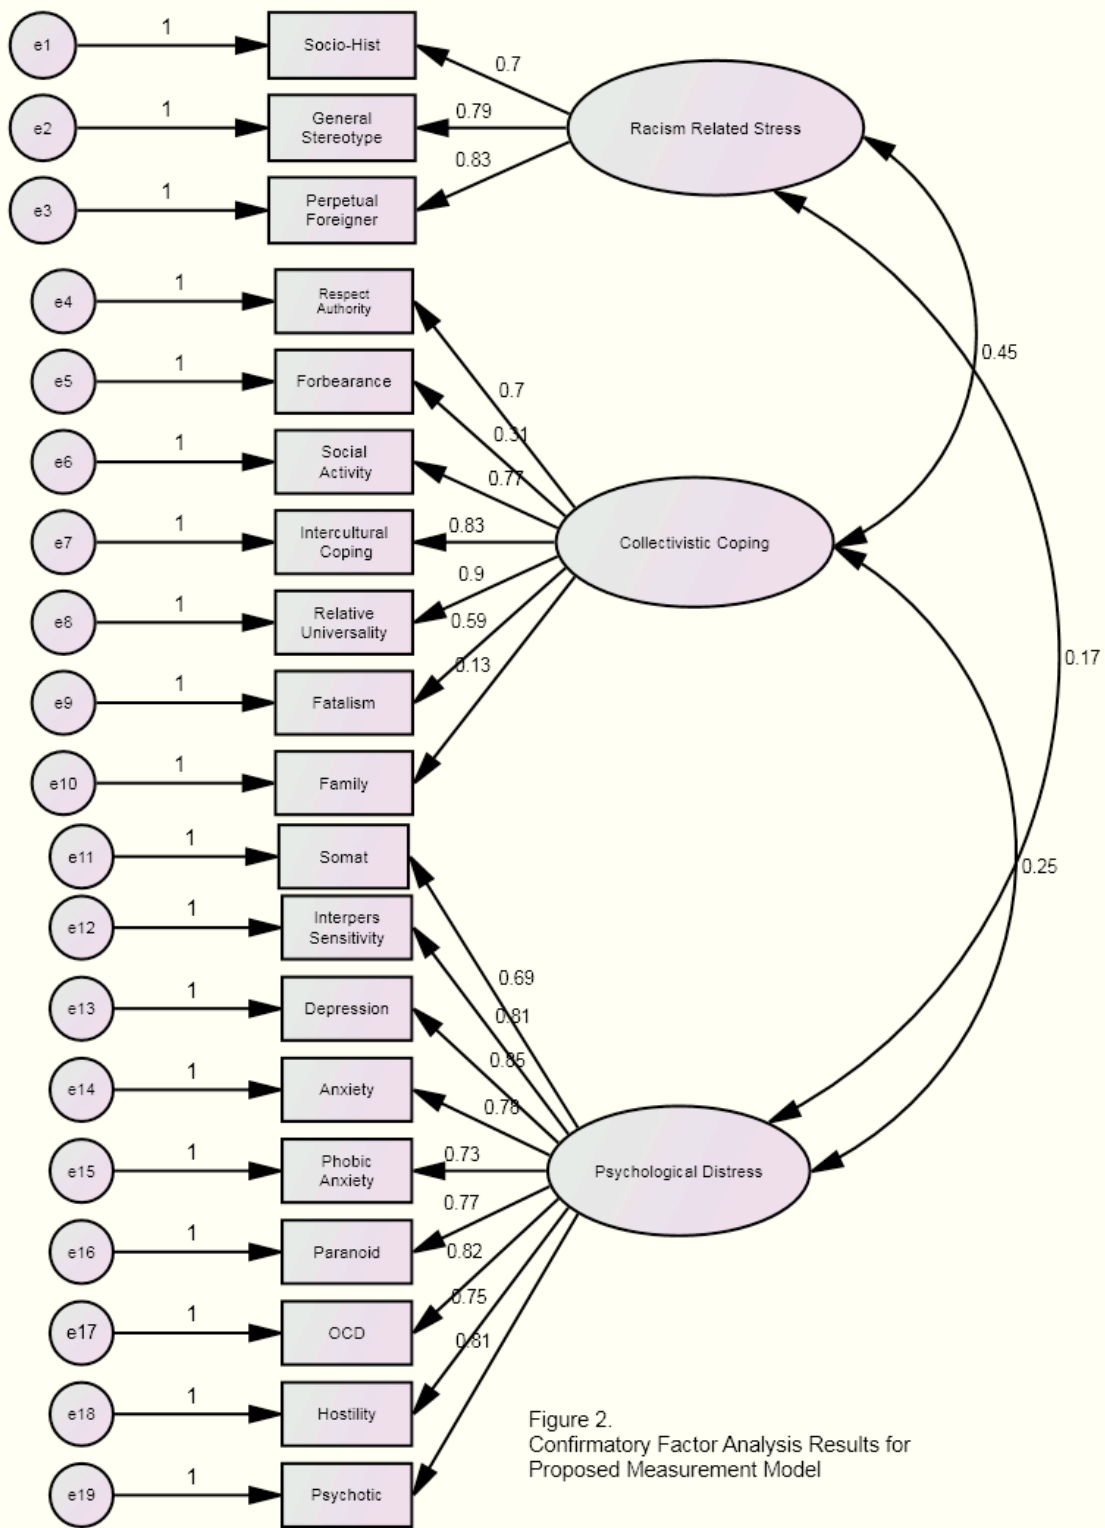 e1
1
Socio-Hist
0.7
e2
1
General
Stereotype
0.79
Racism Related Stress
e3
1
Perpetual
Foreigner
0.83
e4
1
Respect
Authority
0.7
0.45
e5
1
Forbearance
0.31
e6
1
Social
Activity
0.77
e7
1
Intercultural
Coping
0.83
Collectivistic Coping
e8
1
Relative
Universality
0.9
0.59
0.17
e9
1
Fatalism
0.13
e10
1
Family
e11
1
Somat
0.25
e12
1
Interpers
Sensitivity
0.69
e13
1
Depression
0.81
0.85
e14
1
Anxiety
0.78
e15
1
Phobic
Anxiety
0.73
Psychological Distress
0.77
e16
1
Paranoid
0.82
e17
1
OCD
0.75
0.81
e18
1
Hostility
e19
1
Psychotic
Figure 2.
Confirmatory Factor Analysis Results for
Proposed Measurement Model